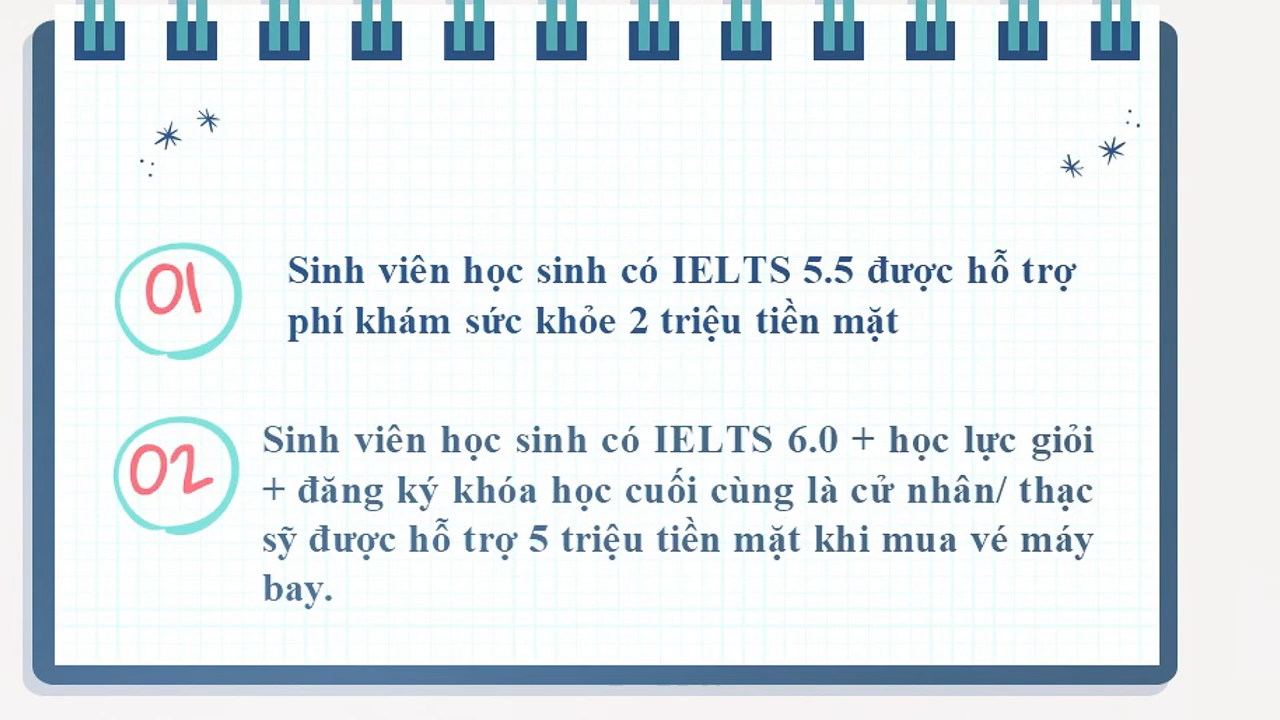 01
Sinh viên học sinh có IELTS 5.5 được hỗ trợ
phí khám sức khỏe 2 triệu tiền mặt
02
Sinh viên học sinh có IELTS 6.0 + học lực giỏi
+ đăng ký khóa học cuối cùng là cử nhân/ thạc
sỹ được hỗ trợ 5 triệu tiền mặt khi mua vé máy
bay.